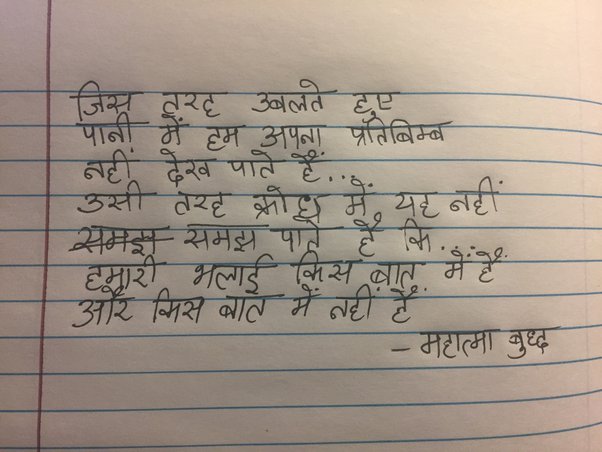 जिस तरह उबलते हुए
पानी में हम अपना प्रतिबिम्ब
नहीं देख पाते हैं...
उसी तरह क्रोध में यह नहीं
समझ समझ पाते हैं कि....
हमारी भलाई किस बात में हैं
और किस बात में नहीं हैं
- महात्मा बुध्द